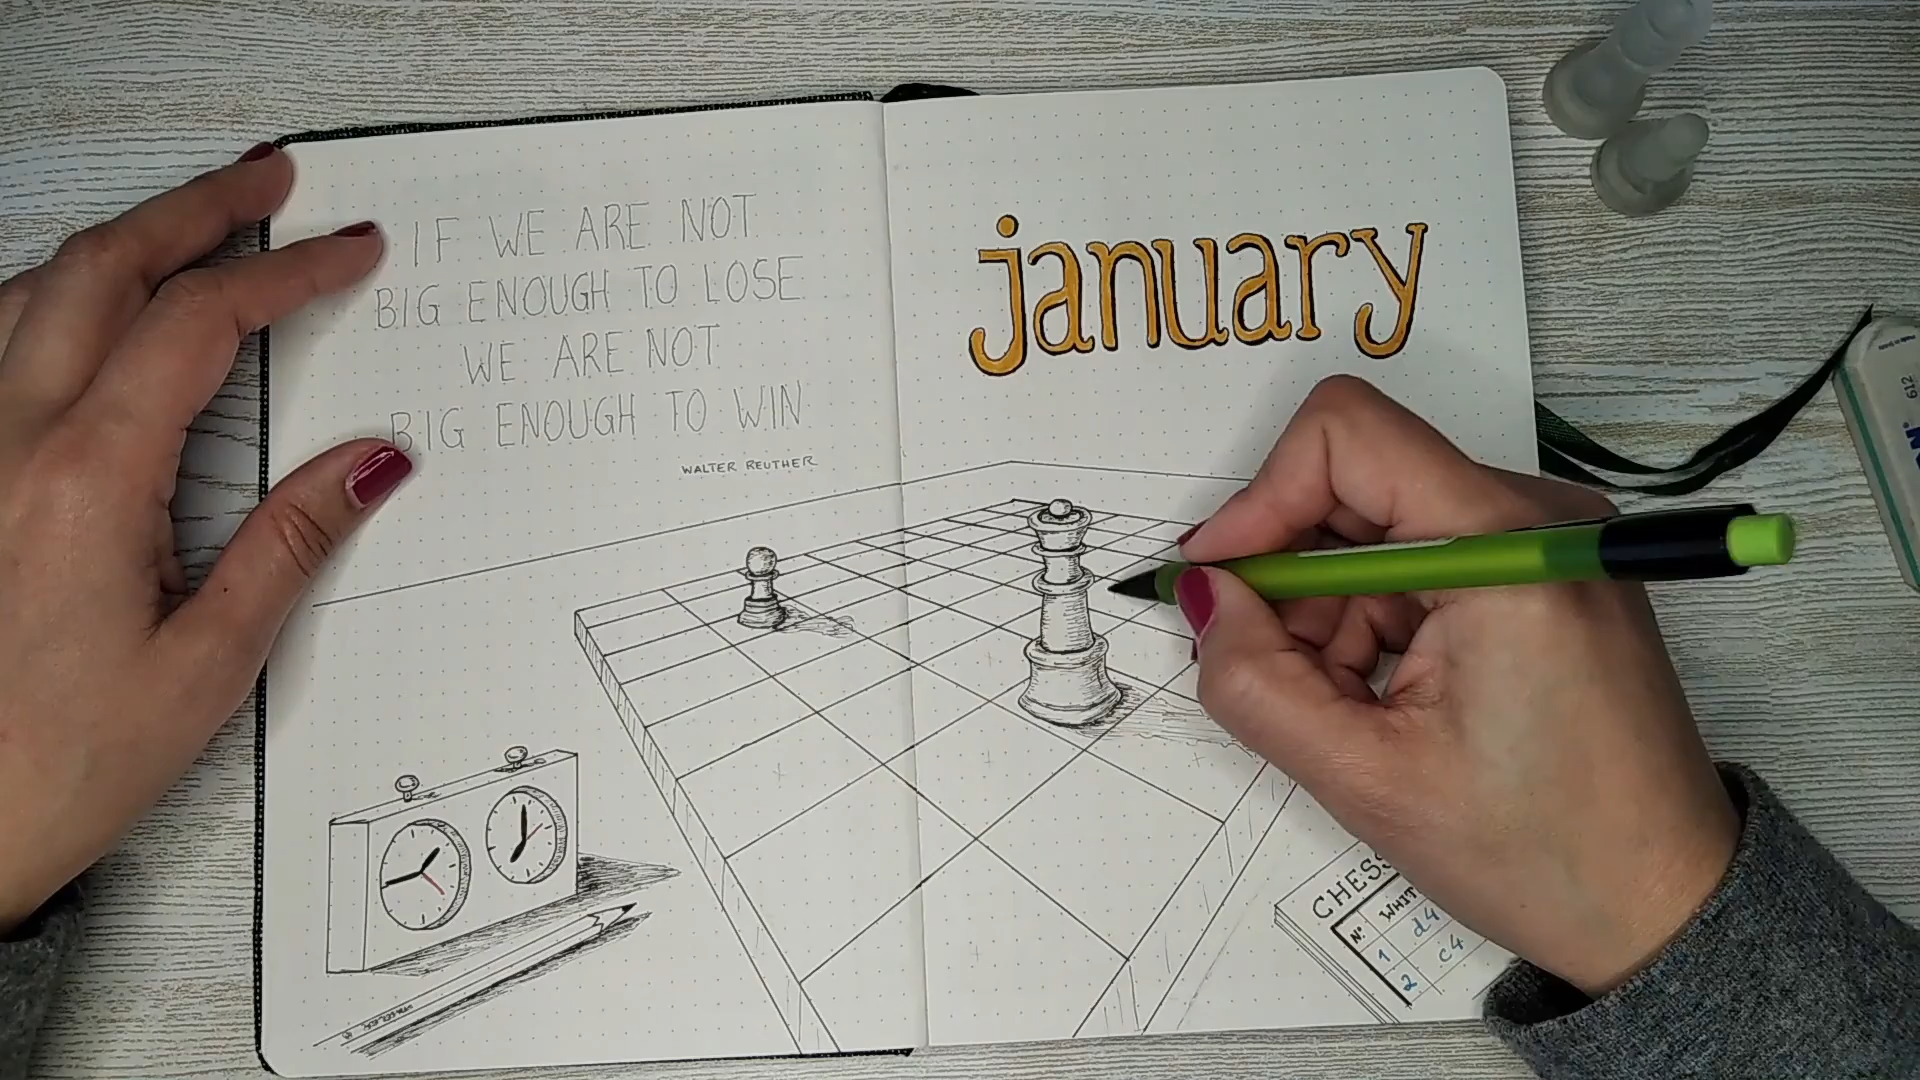 IF WE ARE NOT
BIG ENOUGH TO LOSE
WE ARE NOT
BIG ENOUGH TO WIN
WALTER REUTHER
january
CHESS
N°
1 d4
2 c4
612